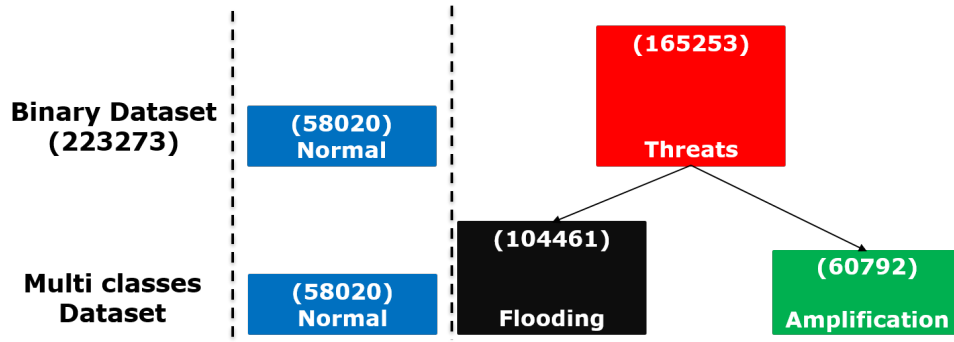 Binary Dataset
(223273)
(58020)
Normal
(165253)
Threats
Multi classes
Dataset
(58020)
Normal
(104461)
Flooding
(60792)
Amplification